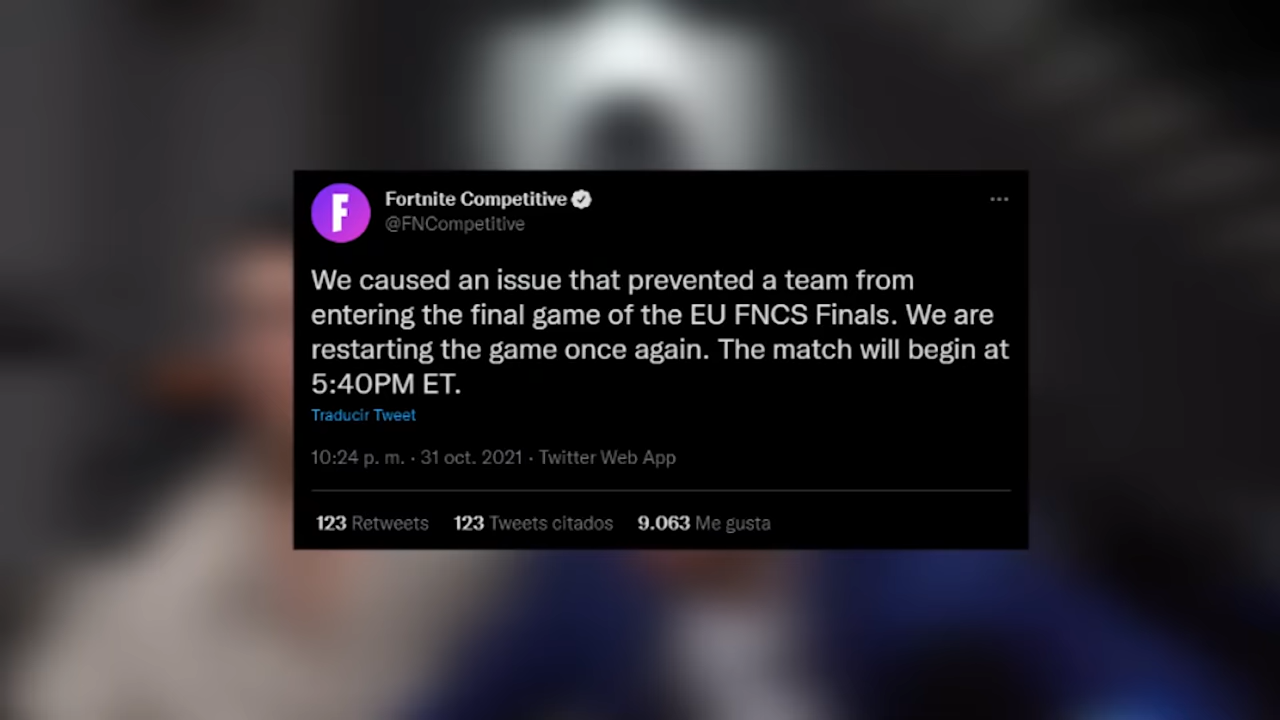 Fortnite Competitive
@FNCompetitive
We caused an issue that prevented a team from
entering the final game of the EU FNCS Finals. We are
restarting the game once again. The match will begin at
5:40PM ET.
Traducir Tweet
10:24 p. m. · 31 oct. 2021 · Twitter Web App
123 Retweets 123 Tweets citados 9.063 Me gusta